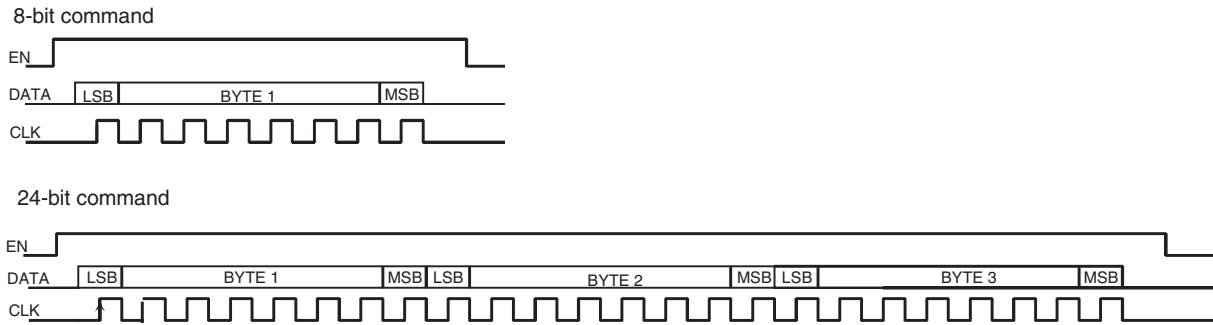 8-bit command
EN
DATA LSB BYTE 1 MSB
CLK
24-bit command
EN
DATA LSB BYTE 1 MSB LSB BYTE 2 MSB LSB BYTE 3 MSB
CLK